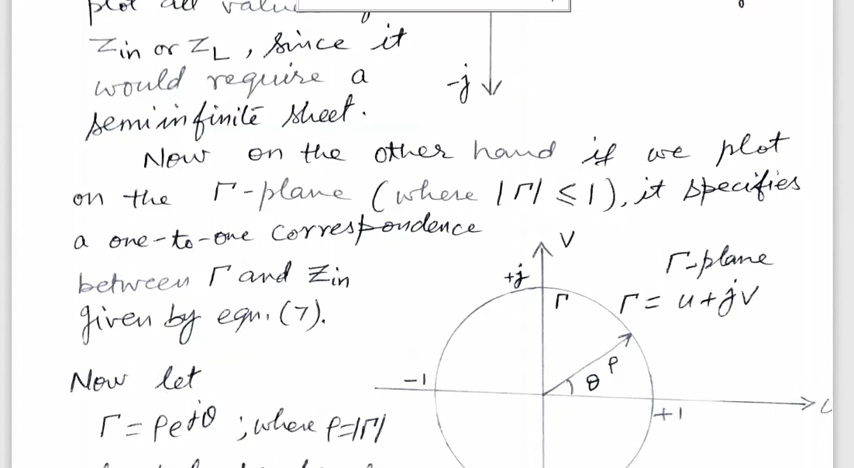 plot all
Zin or ZL, since it
would require a
-j
semiinfinite sheet.
Now on the other hand if we plot
on the Γ-plane (where |Γ| ≤ 1), it specifies
a one-to-one correspondence
V
between Γ and Zin
+j
Γ-plane
given by eqn. (7).
Γ
Γ = u + jv
Now let
-1
θ
ρ
+1
Γ = ρe^jθ ; where ρ=|Γ|